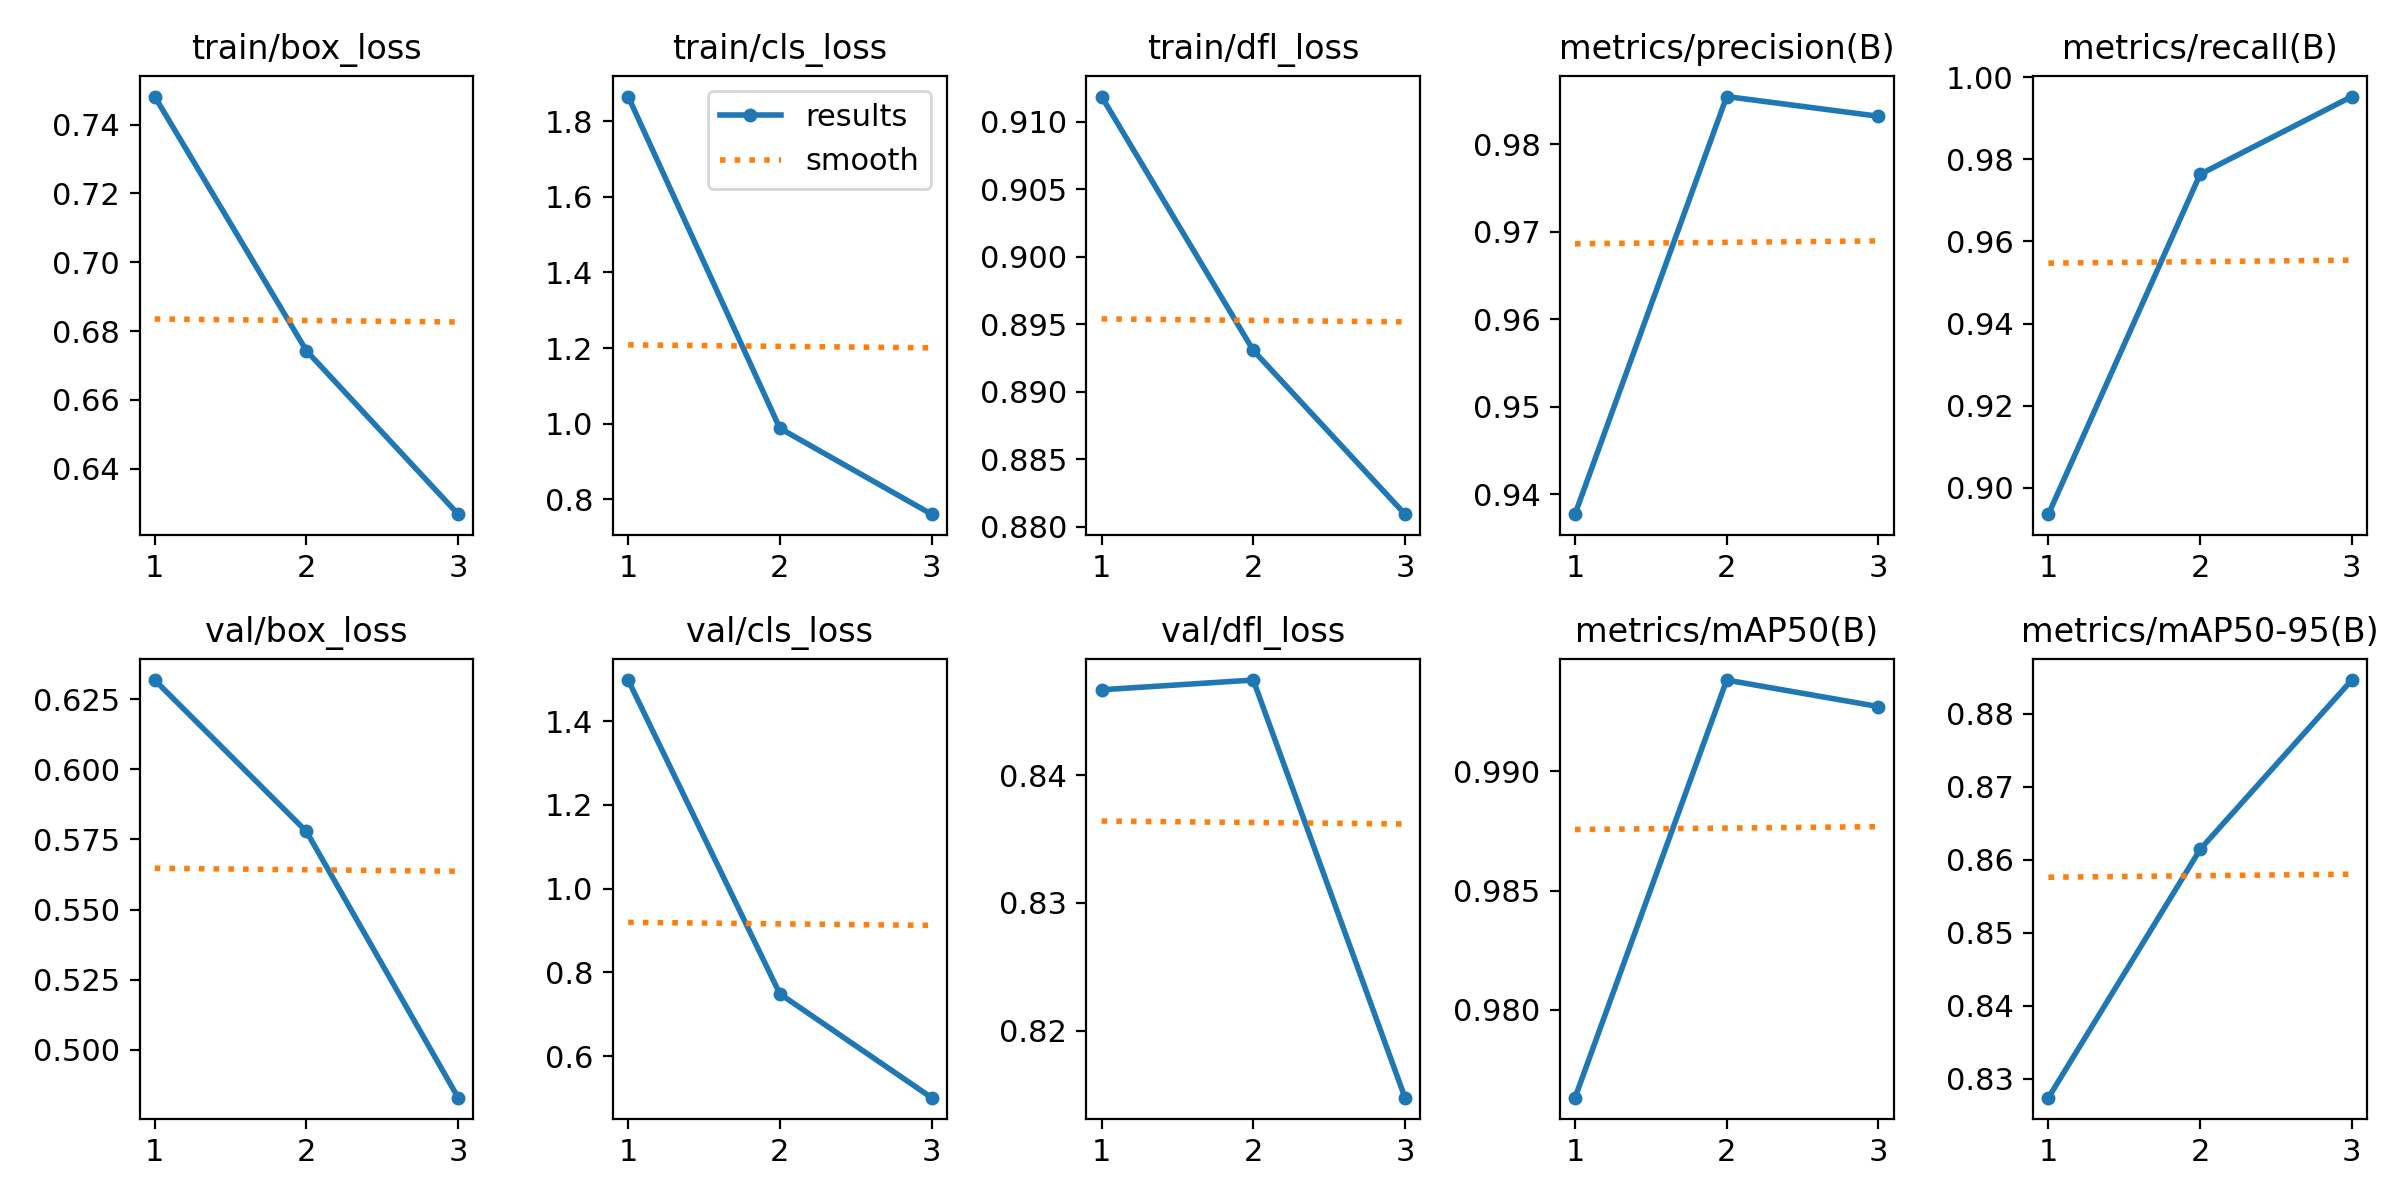 train/box_loss
0.74
0.72
0.70
0.68
0.66
0.64
1 2 3
train/cls_loss
results
smooth
1.8
1.6
1.4
1.2
1.0
0.8
1 2 3
train/dfl_loss
0.910
0.905
0.900
0.895
0.890
0.885
0.880
1 2 3
metrics/precision(B)
0.98
0.97
0.96
0.95
0.94
1 2 3
metrics/recall(B)
1.00
0.98
0.96
0.94
0.92
0.90
1 2 3
val/box_loss
0.625
0.600
0.575
0.550
0.525
0.500
1 2 3
val/cls_loss
1.4
1.2
1.0
0.8
0.6
1 2 3
val/dfl_loss
0.84
0.83
0.82
1 2 3
metrics/mAP50(B)
0.990
0.985
0.980
1 2 3
metrics/mAP50-95(B)
0.88
0.87
0.86
0.85
0.84
0.83
1 2 3